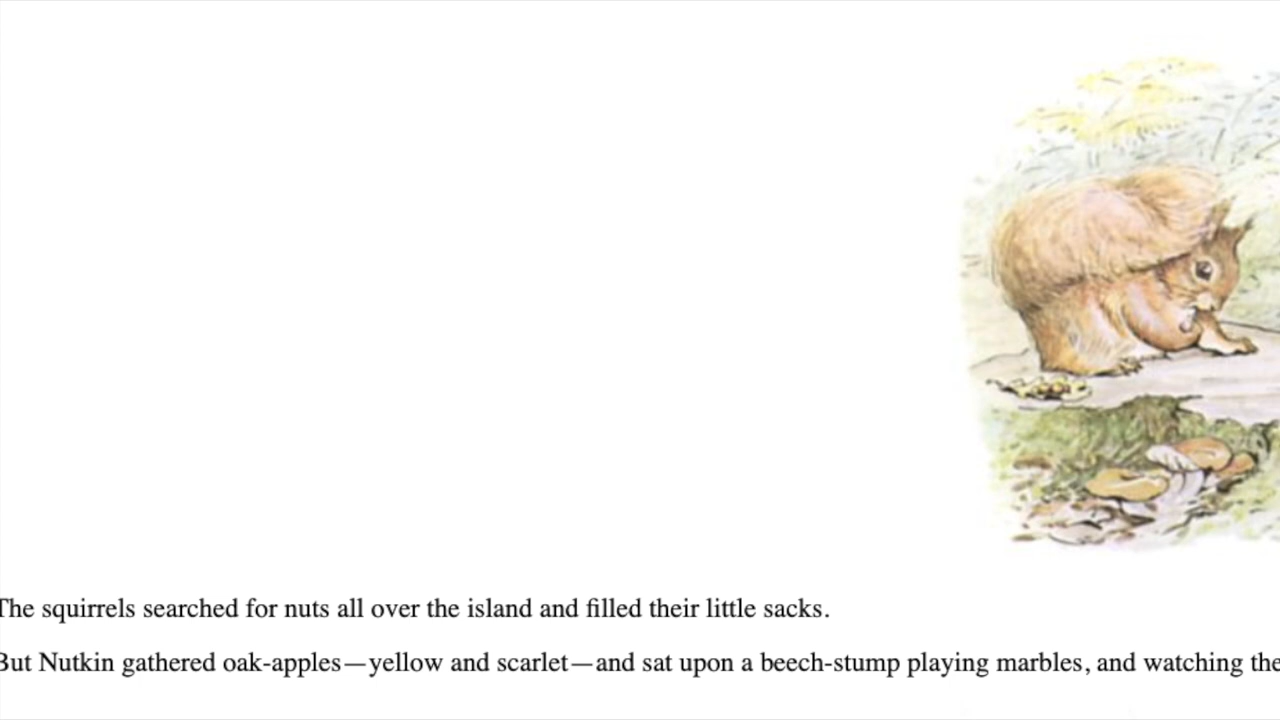 The squirrels searched for nuts all over the island and filled their little sacks.
But Nutkin gathered oak-apples—yellow and scarlet—and sat upon a beech-stump playing marbles, and watching the